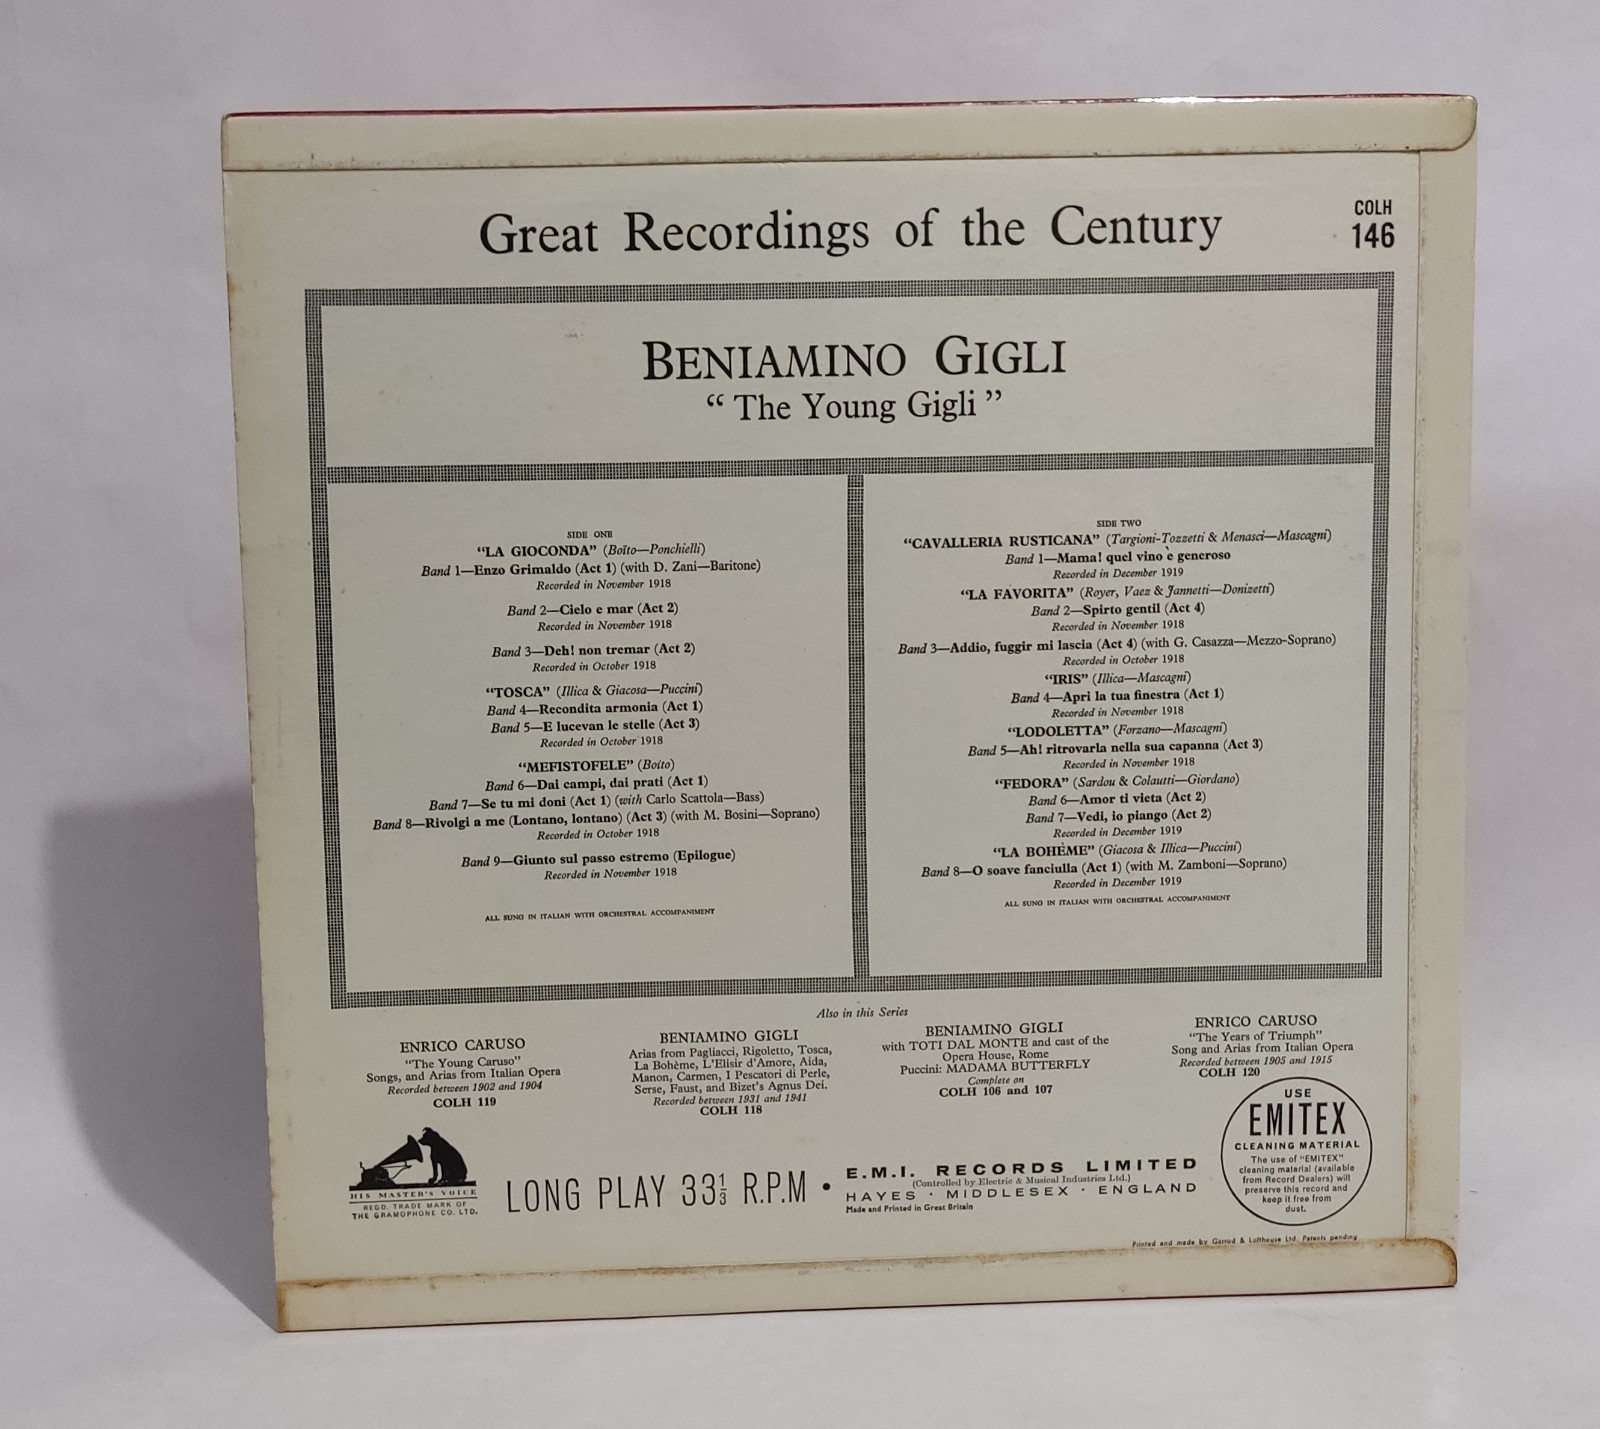 Great Recordings of the Century
COLH
146
BENIAMINO GIGLI
“ The Young Gigli ”
SIDE ONE
“LA GIOCONDA” (Boïto—Ponchielli)
Band 1—Enzo Grimaldo (Act 1) (with D. Zani—Baritone)
Recorded in November 1918
Band 2—Cielo e mar (Act 2)
Recorded in November 1918
Band 3—Deh! non tremar (Act 2)
Recorded in October 1918
“TOSCA” (Illica & Giacosa—Puccini)
Band 4—Recondita armonia (Act 1)
Band 5—E lucevan le stelle (Act 3)
Recorded in October 1918
“MEFISTOFELE” (Boïto)
Band 6—Dai campi, dai prati (Act 1)
Band 7—Se tu mi doni (Act 1) (with Carlo Scattola—Bass)
Band 8—Rivolgi a me (Lontano, lontano) (Act 3) (with M. Bosini—Soprano)
Recorded in October 1918
Band 9—Giunto sul passo estremo (Epilogue)
Recorded in November 1918
ALL SUNG IN ITALIAN WITH ORCHESTRAL ACCOMPANIMENT
SIDE TWO
“CAVALLERIA RUSTICANA” (Targioni-Tozzetti & Menasci—Mascagni)
Band 1—Mama! quel vino è generoso
Recorded in December 1919
“LA FAVORITA” (Royer, Vaez & Jannetti—Donizetti)
Band 2—Spirto gentil (Act 4)
Recorded in November 1918
Band 3—Addio, fuggir mi lascia (Act 4) (with G. Casazza—Mezzo-Soprano)
Recorded in October 1918
“IRIS” (Illica—Mascagni)
Band 4—Apri la tua finestra (Act 1)
Recorded in November 1918
“LODOLETTA” (Forzano—Mascagni)
Band 5—Ah! ritrovarla nella sua capanna (Act 3)
Recorded in November 1918
“FEDORA” (Sardou & Colautti—Giordano)
Band 6—Amor ti vieta (Act 2)
Band 7—Vedi, io piango (Act 2)
Recorded in December 1919
“LA BOHÈME” (Giacosa & Illica—Puccini)
Band 8—O soave fanciulla (Act 1) (with M. Zamboni—Soprano)
Recorded in December 1919
ALL SUNG IN ITALIAN WITH ORCHESTRAL ACCOMPANIMENT
Also in this Series
ENRICO CARUSO
“The Young Caruso”
Songs, and Arias from Italian Opera
Recorded between 1902 and 1904
COLH 119
BENIAMINO GIGLI
Arias from Pagliacci, Rigoletto, Tosca,
La Bohème, L'Elisir d'Amore, Aida,
Manon, Carmen, I Pescatori di Perle,
Serse, Faust, and Bizet's Agnus Dei.
Recorded between 1931 and 1941
COLH 118
BENIAMINO GIGLI
with TOTI DAL MONTE and cast of the
Opera House, Rome
Puccini: MADAMA BUTTERFLY
Complete on
COLH 106 and 107
ENRICO CARUSO
“The Years of Triumph”
Song and Arias from Italian Opera
Recorded between 1905 and 1915
COLH 120
HIS MASTER'S VOICE
REGD. TRADE MARK OF
THE GRAMOPHONE CO. LTD.
LONG PLAY 33⅓ R.P.M •
E.M.I. RECORDS LIMITED
(Controlled by Electric & Musical Industries Ltd.)
HAYES · MIDDLESEX · ENGLAND
Made and Printed in Great Britain
USE
EMITEX
CLEANING MATERIAL
The use of "EMITEX"
cleaning material (available
from Record Dealers) will
preserve this record and
keep it free from
dust.
Printed and made by Garrod & Lofthouse Ltd. Patents pending